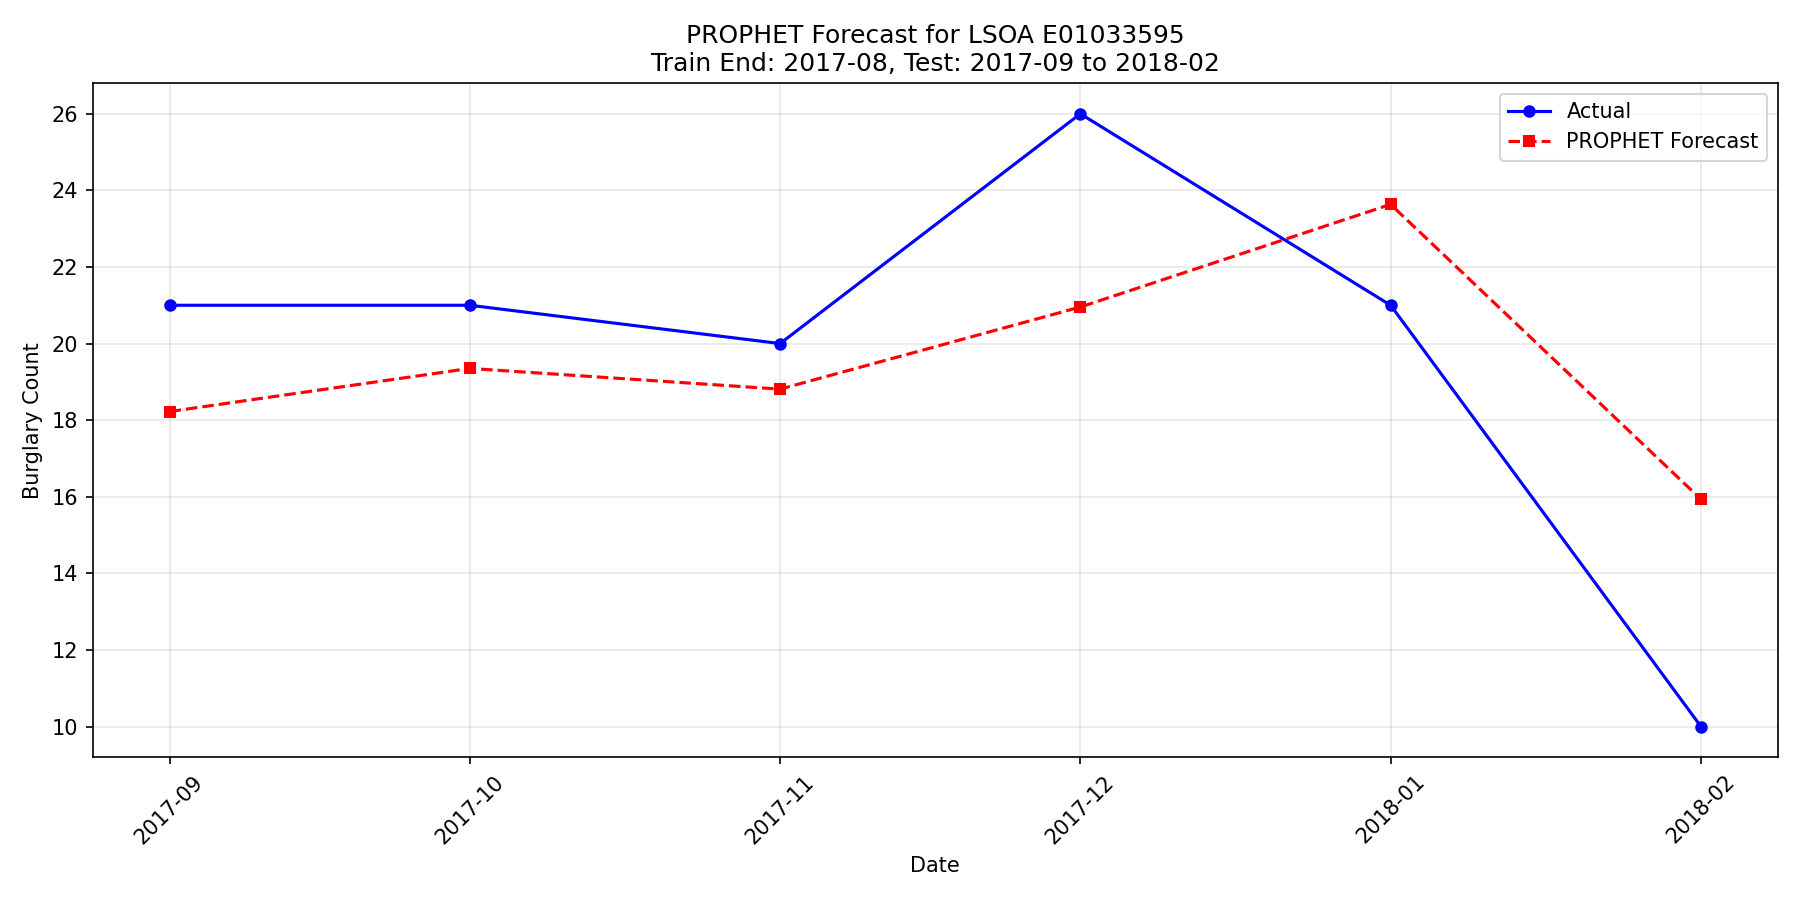 PROPHET Forecast for LSOA E01033595
Train End: 2017-08, Test: 2017-09 to 2018-02
Actual
PROPHET Forecast
Burglary Count
26
24
22
20
18
16
14
12
10
2017-09
2017-10
2017-11
2017-12
2018-01
2018-02
Date